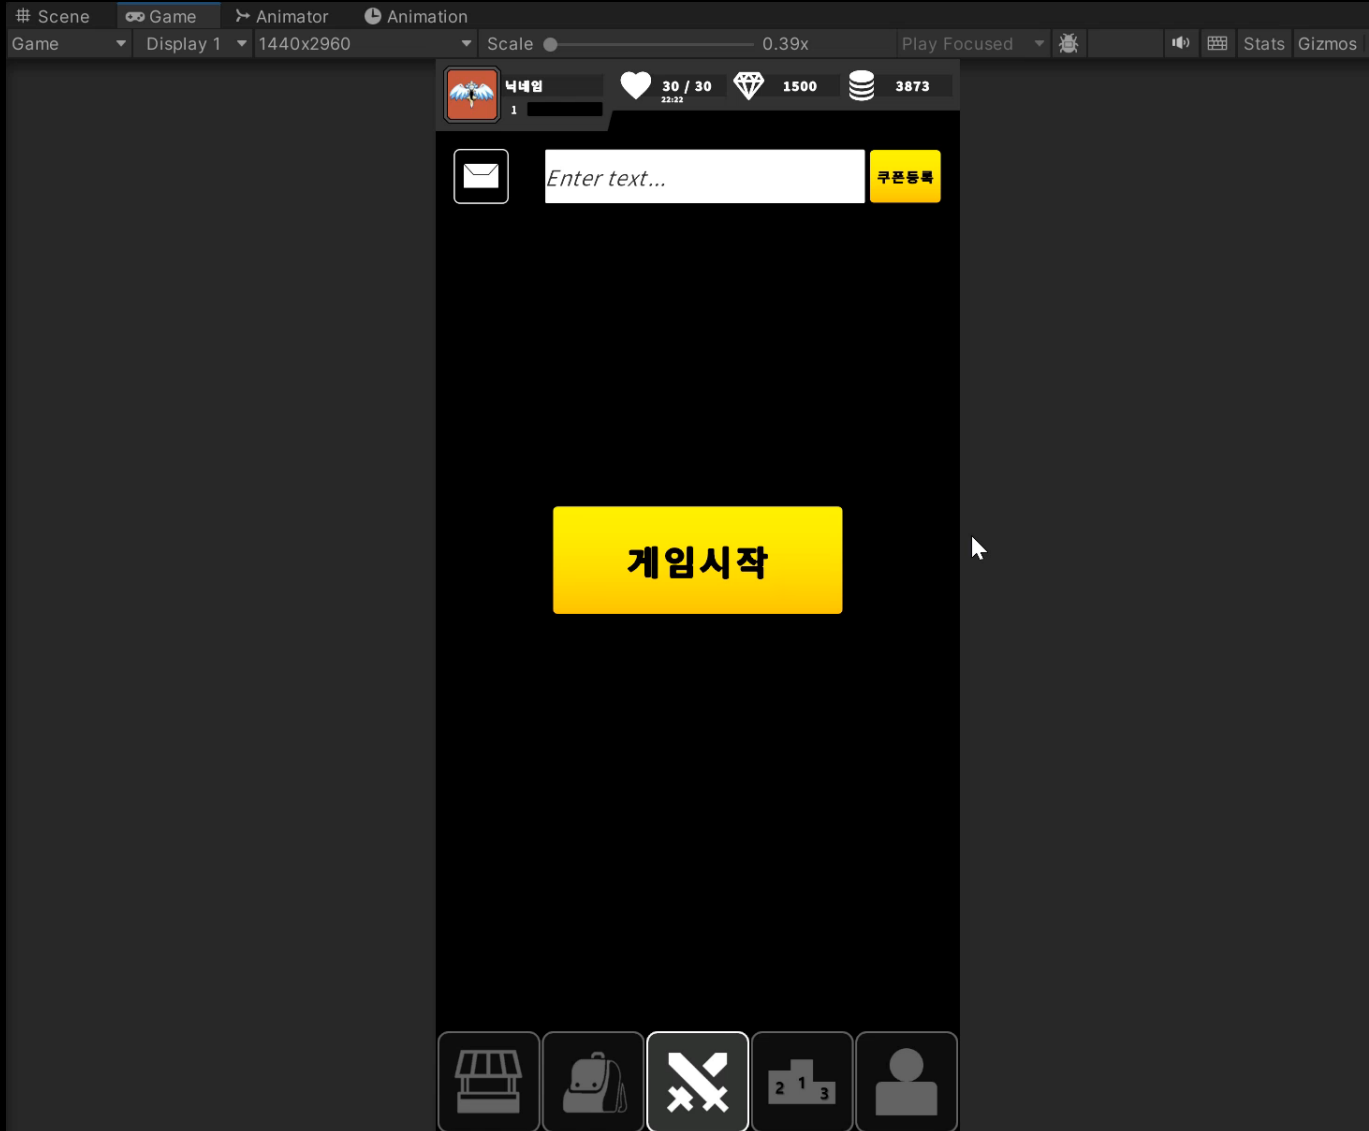 Scene Game Animator Animation
Game Display 1 1440x2960 Scale 0.39x Play Focused Stats Gizmos
닉네임 30 / 30 1500 3873
22:22
1
Enter text... 쿠폰등록
게임시작
2 1 3